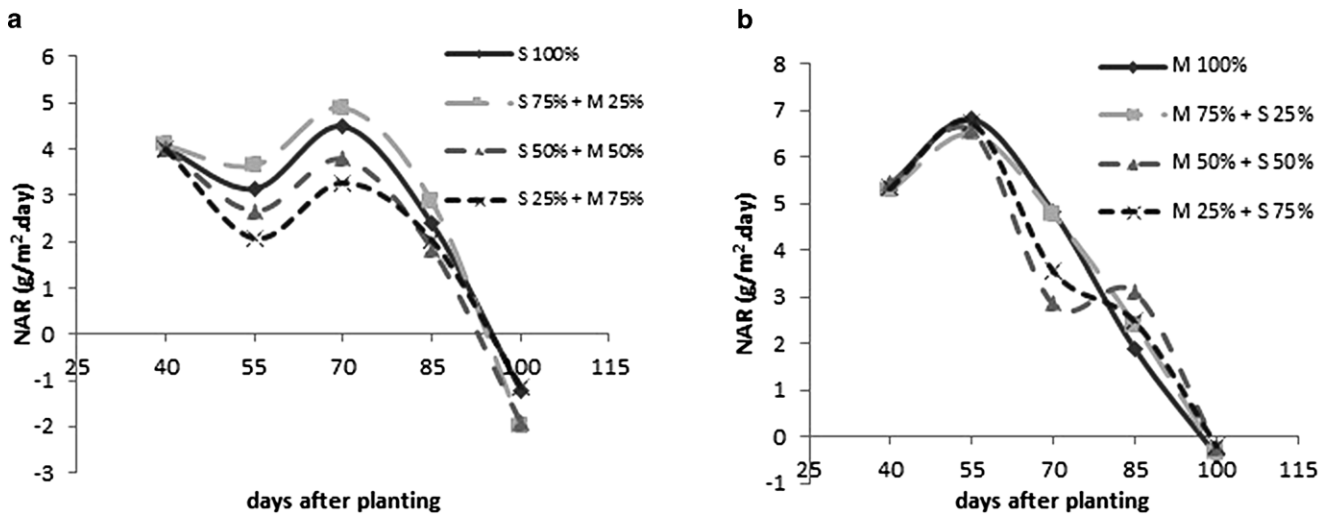 a
6
5
4
3
2
1
0
-1
-2
-3
NAR (g/m².day)
25 40 55 70 85 100 115
days after planting
S 100%
S 75% + M 25%
S 50% + M 50%
S 25% + M 75%
b
8
7
6
5
4
3
2
1
0
-1
NAR (g/m².day)
25 40 55 70 85 100 115
days after planting
M 100%
M 75% + S 25%
M 50% + S 50%
M 25% + S 75%